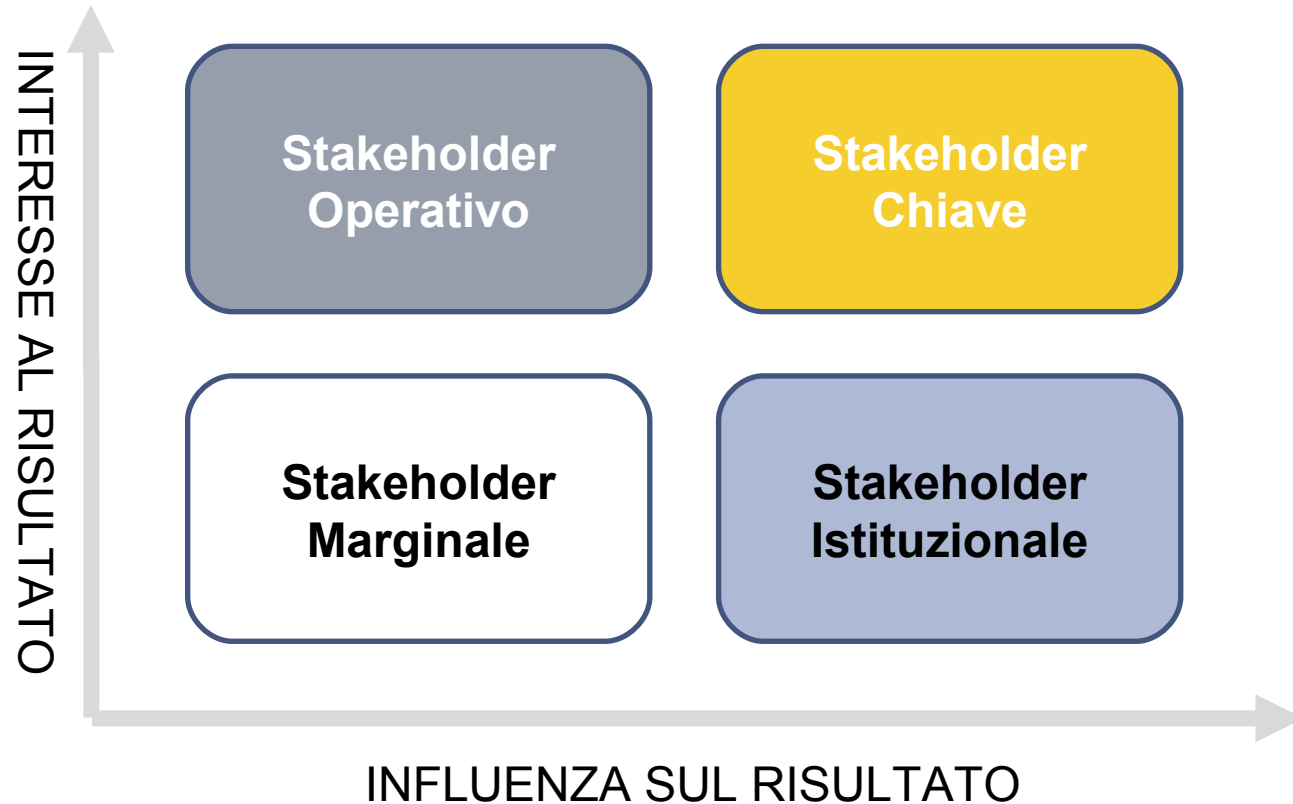 INTERESSE AL RISULTATO
Stakeholder
Operativo
Stakeholder
Chiave
Stakeholder
Marginale
Stakeholder
Istituzionale
INFLUENZA SUL RISULTATO